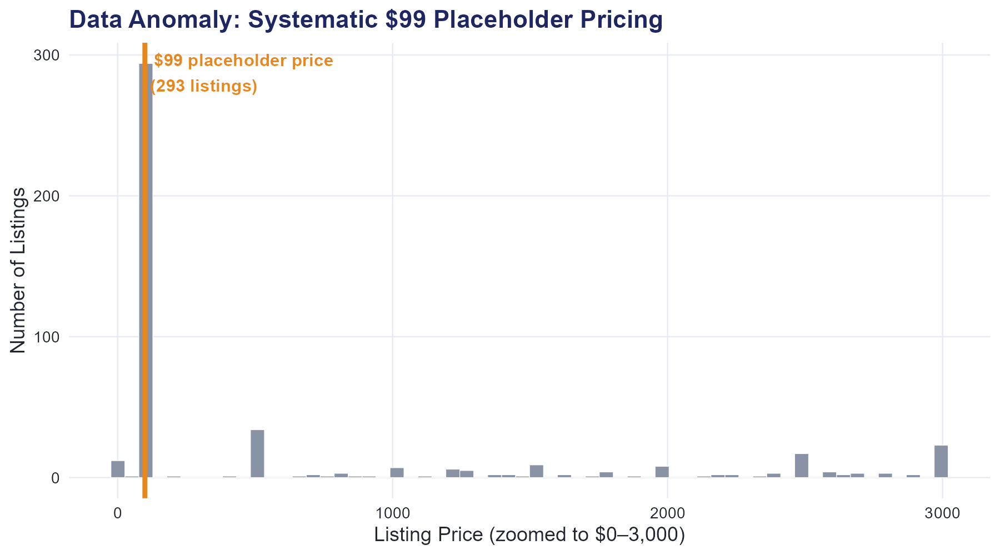 Data Anomaly: Systematic $99 Placeholder Pricing
$99 placeholder price
(293 listings)
Number of Listings
300
200
100
0
0 1000 2000 3000
Listing Price (zoomed to $0–3,000)